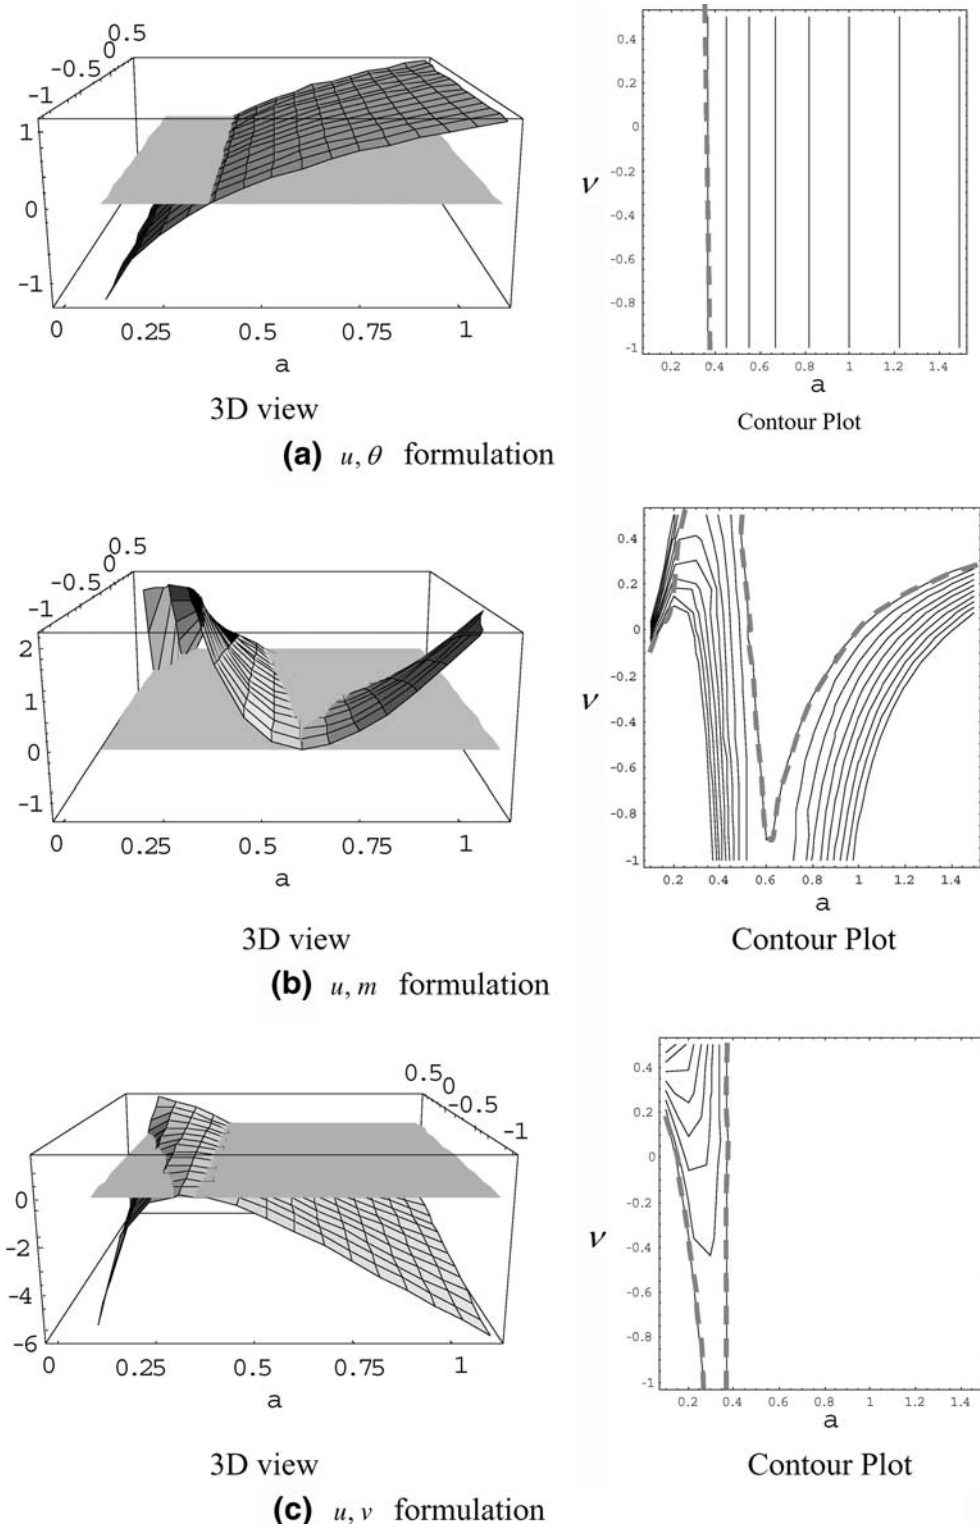 0.5
0
-0.5
-1
1
0
-1
0 0.25 0.5 0.75 1
a
3D view
0.4
0.2
0
-0.2
-0.4
-0.6
-0.8
-1
ν
0.2 0.4 0.6 0.8 1 1.2 1.4
a
Contour Plot
(a) u, θ formulation
0.5
0
-0.5
-1
2
1
0
-1
0 0.25 0.5 0.75 1
a
3D view
0.4
0.2
0
-0.2
-0.4
-0.6
-0.8
-1
ν
0.2 0.4 0.6 0.8 1 1.2 1.4
a
Contour Plot
(b) u, m formulation
0.5
0
-0.5
-1
0
-2
-4
-6
0 0.25 0.5 0.75 1
a
3D view
0.4
0.2
0
-0.2
-0.4
-0.6
-0.8
-1
ν
0.2 0.4 0.6 0.8 1 1.2 1.4
a
Contour Plot
(c) u, v formulation